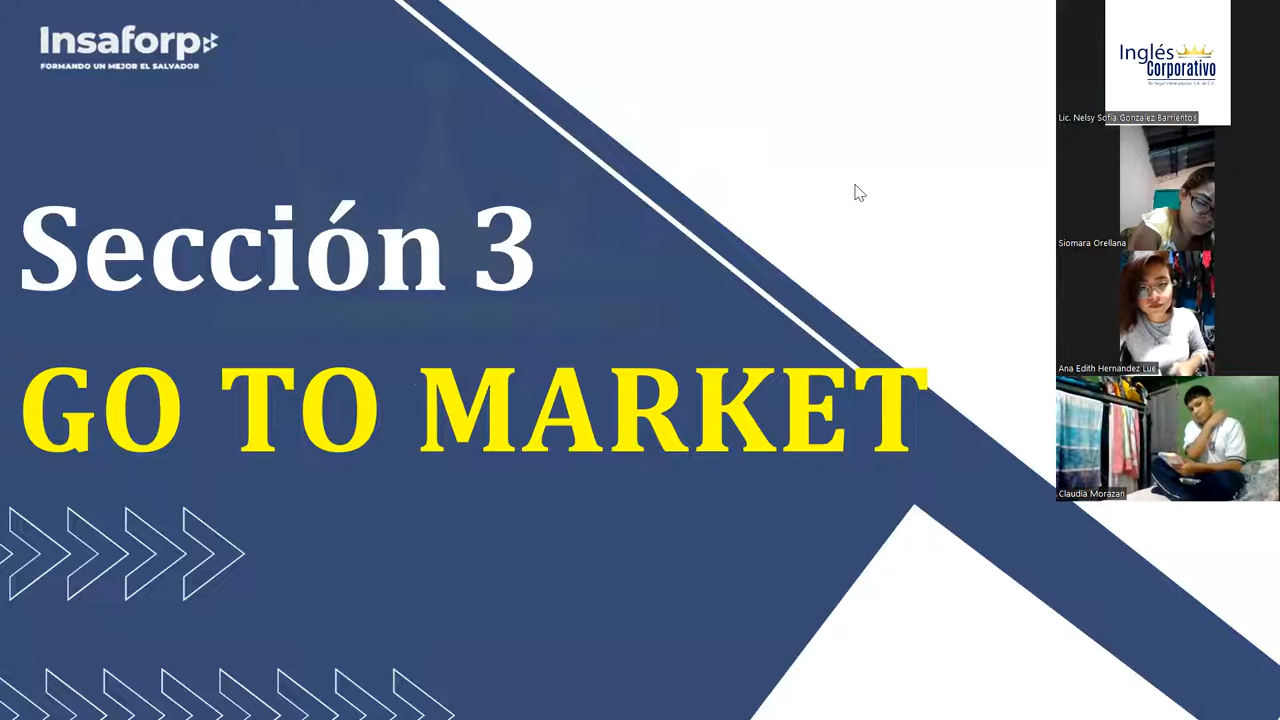 Insaforp
FORMANDO UN MEJOR EL SALVADOR
Sección 3
GO TO MARKET
Inglés
Corporativo
Lic. Nelsy Sofia Gonzalez Barrientos
Siomara Orellana
Ana Edith Hernandez Lue
Claudia Morazan